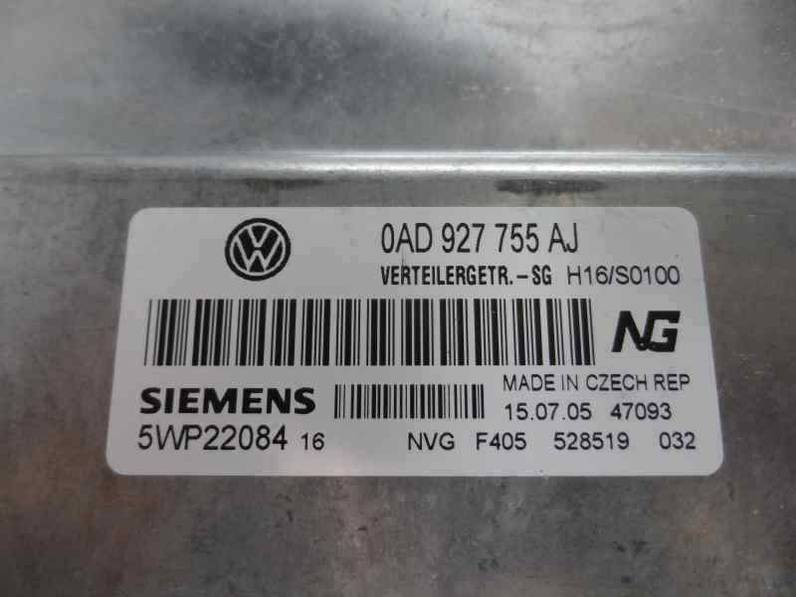 VW
0AD 927 755 AJ
VERTEILERGETR.-SG H16/S0100
NG
SIEMENS
MADE IN CZECH REP
15.07.05 47093
5WP22084 16
NVG F405 528519 032